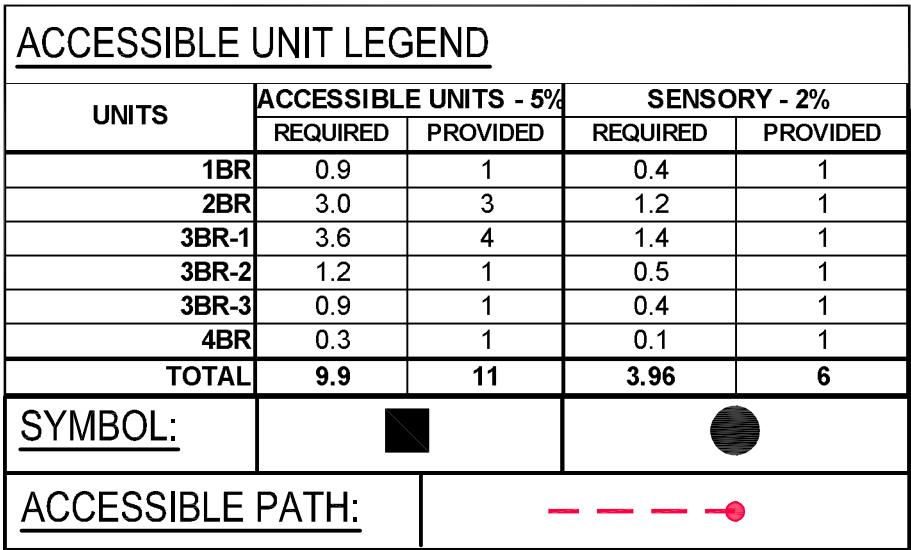 ACCESSIBLE UNIT LEGEND
UNITS ACCESSIBLE UNITS - 5% SENSORY - 2%
REQUIRED PROVIDED REQUIRED PROVIDED
1BR 0.9 1 0.4 1
2BR 3.0 3 1.2 1
3BR-1 3.6 4 1.4 1
3BR-2 1.2 1 0.5 1
3BR-3 0.9 1 0.4 1
4BR 0.3 1 0.1 1
TOTAL 9.9 11 3.96 6
SYMBOL:
ACCESSIBLE PATH: